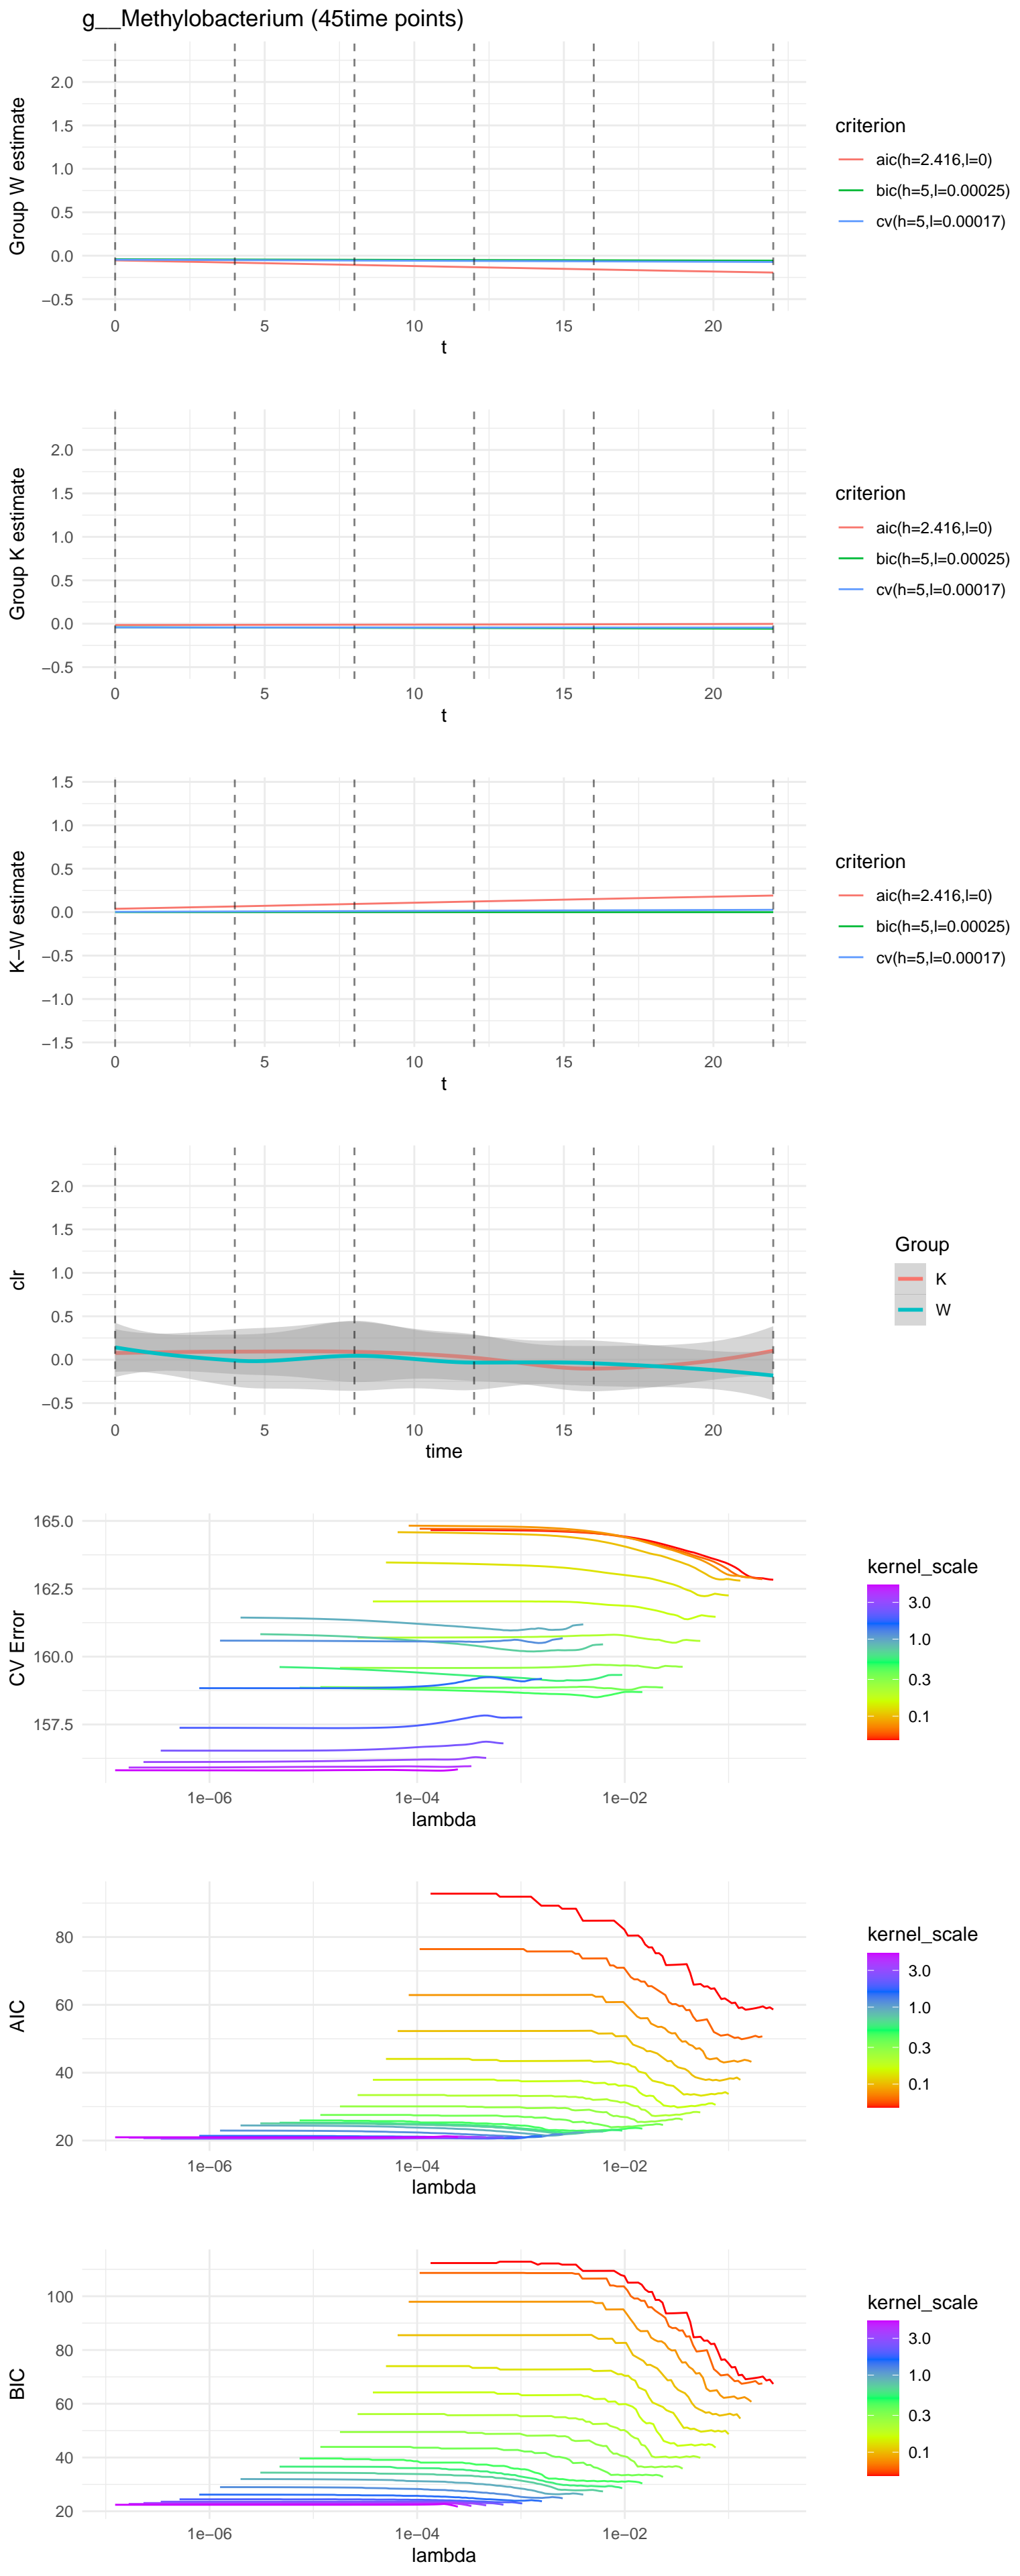 g__Methylobacterium (45time points)
Group W estimate
2.0
1.5
1.0
0.5
0.0
−0.5
0 5 10 15 20
t
criterion
aic(h=2.416,l=0)
bic(h=5,l=0.00025)
cv(h=5,l=0.00017)
Group K estimate
2.0
1.5
1.0
0.5
0.0
−0.5
0 5 10 15 20
t
criterion
aic(h=2.416,l=0)
bic(h=5,l=0.00025)
cv(h=5,l=0.00017)
K−W estimate
1.5
1.0
0.5
0.0
−0.5
−1.0
−1.5
0 5 10 15 20
t
criterion
aic(h=2.416,l=0)
bic(h=5,l=0.00025)
cv(h=5,l=0.00017)
clr
2.0
1.5
1.0
0.5
0.0
−0.5
0 5 10 15 20
time
Group
K
W
CV Error
165.0
162.5
160.0
157.5
1e−06 1e−04 1e−02
lambda
kernel_scale
3.0
1.0
0.3
0.1
AIC
80
60
40
20
1e−06 1e−04 1e−02
lambda
kernel_scale
3.0
1.0
0.3
0.1
BIC
100
80
60
40
20
1e−06 1e−04 1e−02
lambda
kernel_scale
3.0
1.0
0.3
0.1